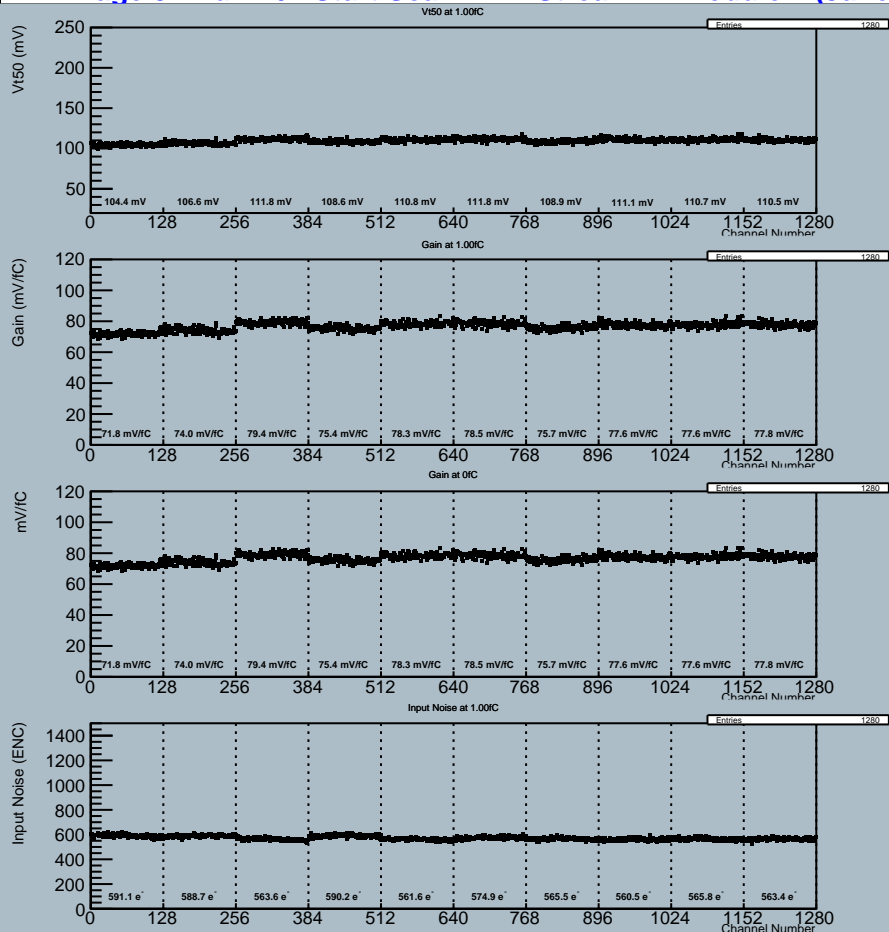 Vt50 at 1.00fC
Entries 1280
Vt50 (mV)
250
200
150
100
50
104.4 mV 106.6 mV 111.8 mV 108.6 mV 110.8 mV 111.8 mV 108.9 mV 111.1 mV 110.7 mV 110.5 mV
0 128 256 384 512 640 768 896 1024 1152 1280
Channel Number
Gain at 1.00fC
Entries 1280
Gain (mV/fC)
120
100
80
60
40
20
0
71.8 mV/fC 74.0 mV/fC 79.4 mV/fC 75.4 mV/fC 78.3 mV/fC 78.5 mV/fC 75.7 mV/fC 77.6 mV/fC 77.6 mV/fC 77.8 mV/fC
0 128 256 384 512 640 768 896 1024 1152 1280
Channel Number
Gain at 0fC
Entries 1280
mV/fC
120
100
80
60
40
20
0
71.8 mV/fC 74.0 mV/fC 79.4 mV/fC 75.4 mV/fC 78.3 mV/fC 78.5 mV/fC 75.7 mV/fC 77.6 mV/fC 77.6 mV/fC 77.8 mV/fC
0 128 256 384 512 640 768 896 1024 1152 1280
Channel Number
Input Noise at 1.00fC
Entries 1280
Input Noise (ENC)
1400
1200
1000
800
600
400
200
0
591.1 e⁻ 588.7 e⁻ 563.6 e⁻ 590.2 e⁻ 561.6 e⁻ 574.9 e⁻ 565.5 e⁻ 560.5 e⁻ 565.8 e⁻ 563.4 e⁻
0 128 256 384 512 640 768 896 1024 1152 1280
Channel Number